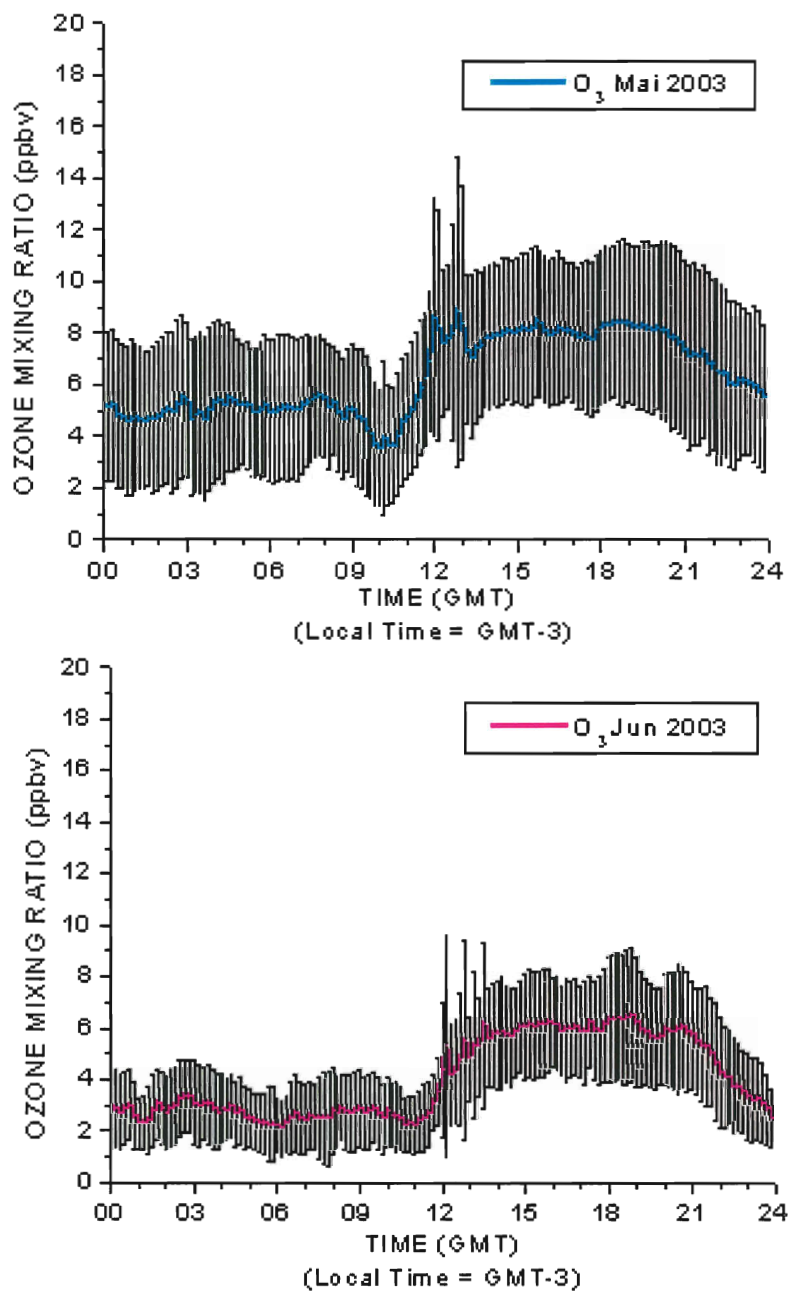 20
18
16
14
12
10
8
6
4
2
0
OZONE MIXING RATIO (ppbv)
O3 Mai 2003
00 03 06 09 12 15 18 21 24
TIME (GMT)
(Local Time = GMT-3)
20
18
16
14
12
10
8
6
4
2
0
OZONE MIXING RATIO (ppbv)
O3 Jun 2003
00 03 06 09 12 15 18 21 24
TIME (GMT)
(Local Time = GMT-3)